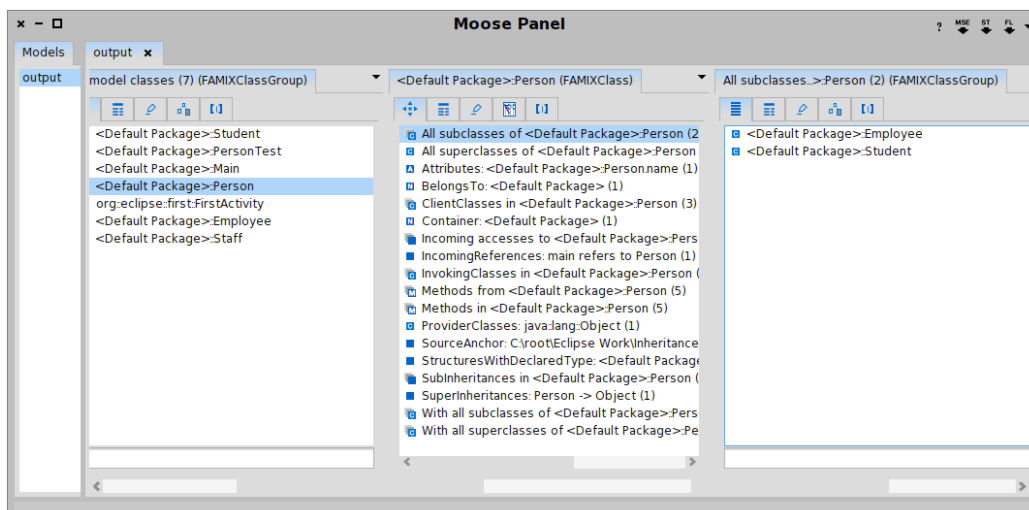 Moose Panel
? MSE ST FL
Models
output
output
model classes (7) (FAMIXClassGroup)
<Default Package>::Student
<Default Package>::PersonTest
<Default Package>::Main
<Default Package>::Person
org::eclipse::first::FirstActivity
<Default Package>::Employee
<Default Package>::Staff
<Default Package>::Person (FAMIXClass)
All subclasses of <Default Package>::Person (2
All superclasses of <Default Package>::Person
Attributes: <Default Package>::Person.name (1)
BelongsTo: <Default Package> (1)
ClientClasses in <Default Package>::Person (3)
Container: <Default Package> (1)
Incoming accesses to <Default Package>::Pers
IncomingReferences: main refers to Person (1)
InvokingClasses in <Default Package>::Person (
Methods from <Default Package>::Person (5)
Methods in <Default Package>::Person (5)
ProviderClasses: java::lang::Object (1)
SourceAnchor: C:\root\Eclipse Work\Inheritance
StructuresWithDeclaredType: <Default Package
SubInheritances in <Default Package>::Person (
SuperInheritances: Person -> Object (1)
With all subclasses of <Default Package>::Pers
With all superclasses of <Default Package>::Pe
All subclasses..>::Person (2) (FAMIXClassGroup)
<Default Package>::Employee
<Default Package>::Student